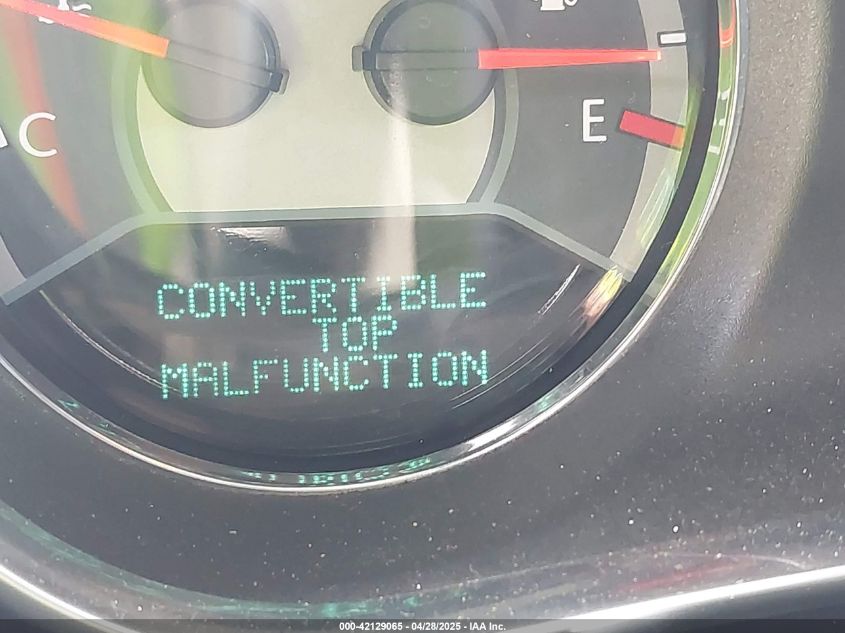 C
E
CONVERTIBLE
TOP
MALFUNCTION
000-42129065 - 04/28/2025 - IAA Inc.